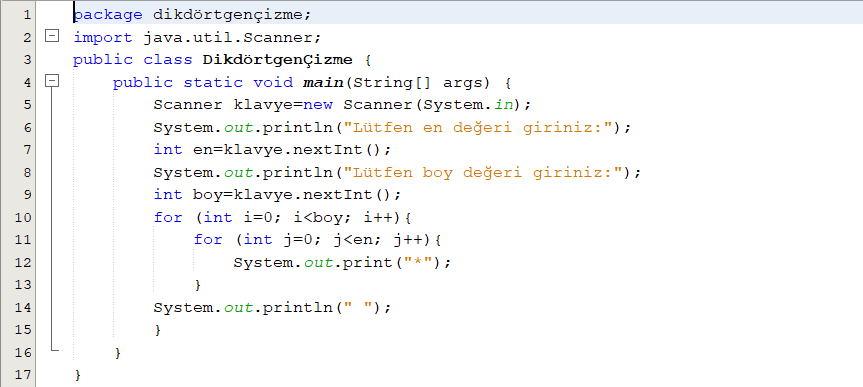 1 package dikdörtgençizme;
2 import java.util.Scanner;
3 public class DikdörtgenÇizme {
4 public static void main(String[] args) {
5 Scanner klavye=new Scanner(System.in);
6 System.out.println("Lütfen en değeri giriniz:");
7 int en=klavye.nextInt();
8 System.out.println("Lütfen boy değeri giriniz:");
9 int boy=klavye.nextInt();
10 for (int i=0; i<boy; i++){
11 for (int j=0; j<en; j++){
12 System.out.print("*");
13 }
14 System.out.println(" ");
15 }
16 }
17 }